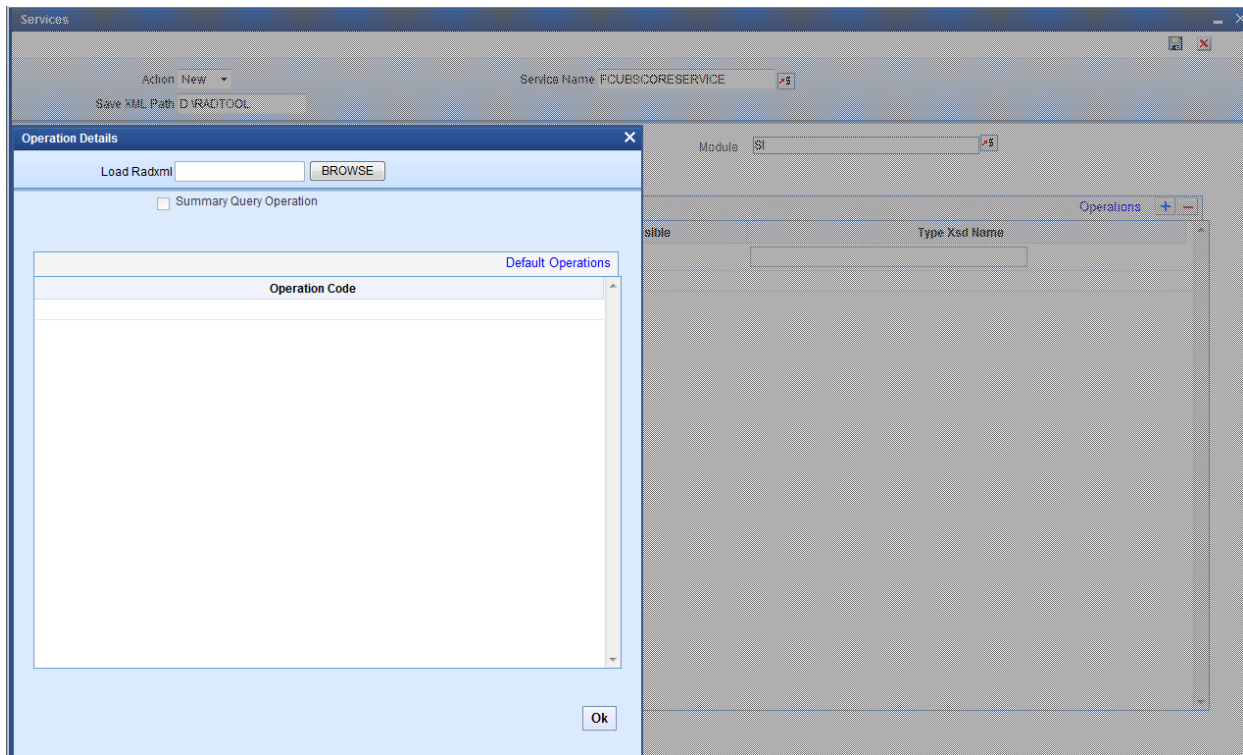 Services
Action New
Service Name FCUBSCORESERVICE
Save XML Path D:\RADTOOL
Operation Details
Module SI
Load Radxml BROWSE
Summary Query Operation
Operations
sible
Type Xsd Name
Default Operations
Operation Code
Ok